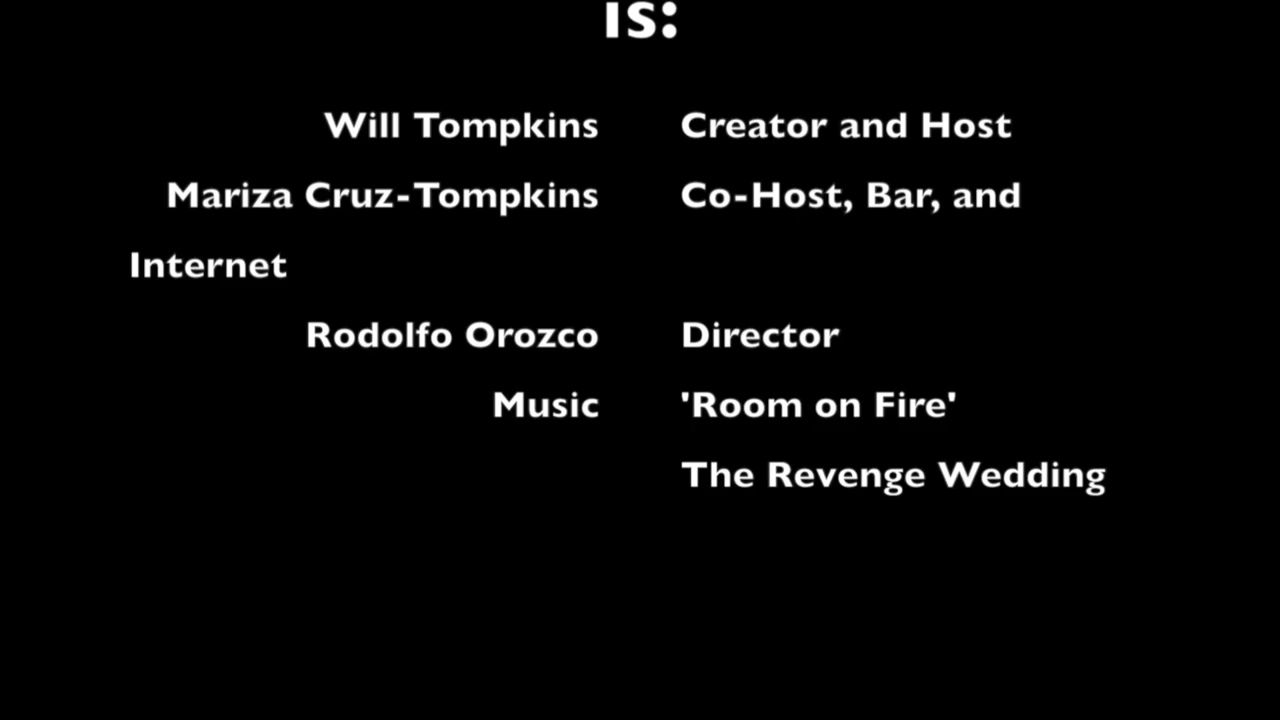 is:
Will Tompkins Creator and Host
Mariza Cruz-Tompkins Co-Host, Bar, and
Internet
Rodolfo Orozco Director
Music 'Room on Fire'
The Revenge Wedding